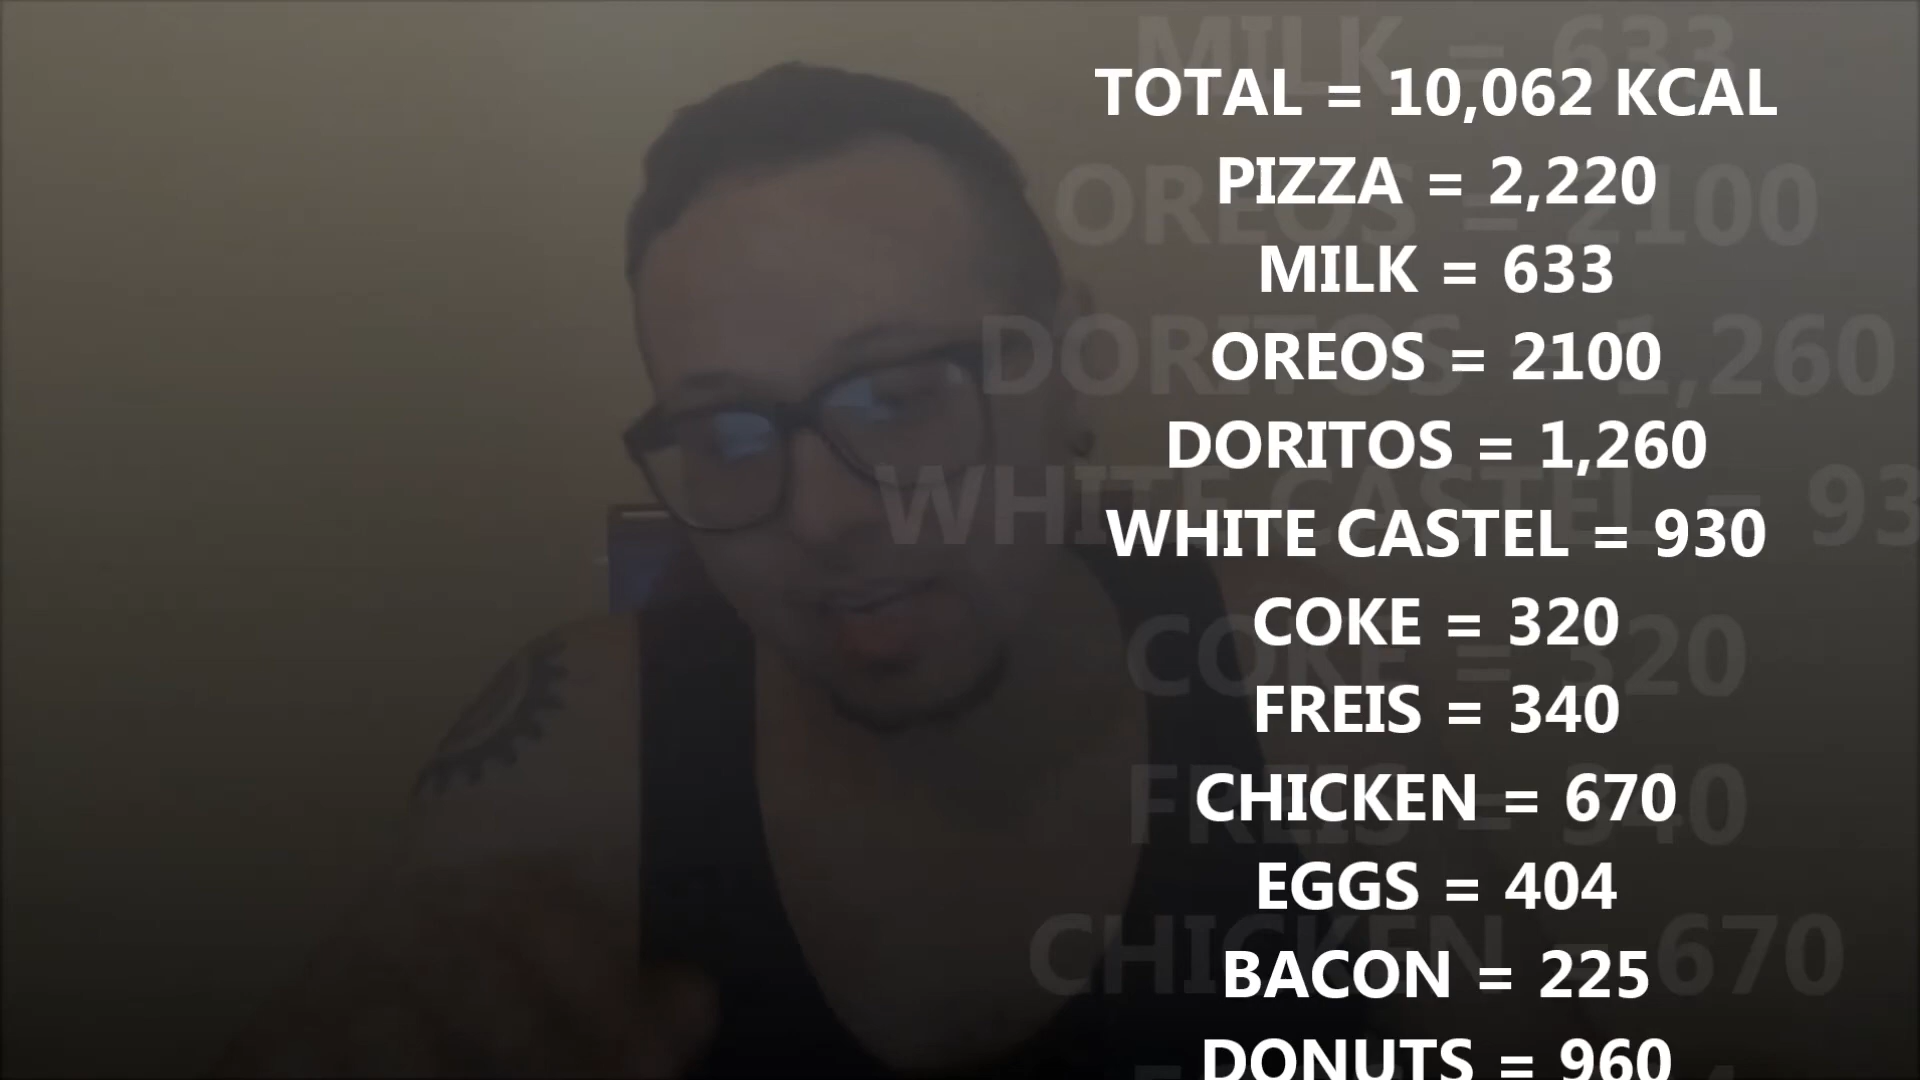 TOTAL = 10,062 KCAL
PIZZA = 2,220
MILK = 633
OREOS = 2100
DORITOS = 1,260
WHITE CASTEL = 930
COKE = 320
FREIS = 340
CHICKEN = 670
EGGS = 404
BACON = 225
DONUTS = 960